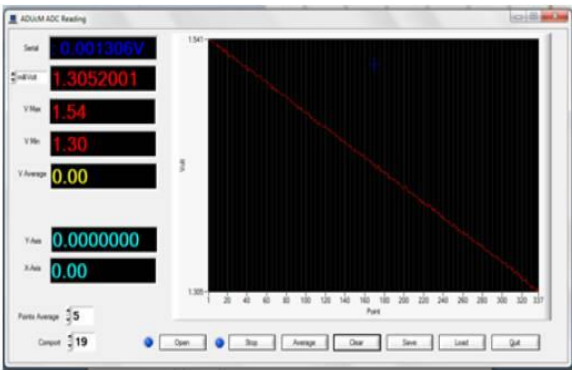 ADUcM ADC Reading
Serial 0.001306V
milliVolt 1.3052001
V Max 1.54
V Min 1.30
V Average 0.00
Y Axis 0.0000000
X Axis 0.00
Points Average 5
Comport 19
1.541
Volt
1.305
1 20 40 60 80 100 120 140 160 180 200 220 240 260 280 300 320 337
Point
Open Stop Average Clear Save Load Quit